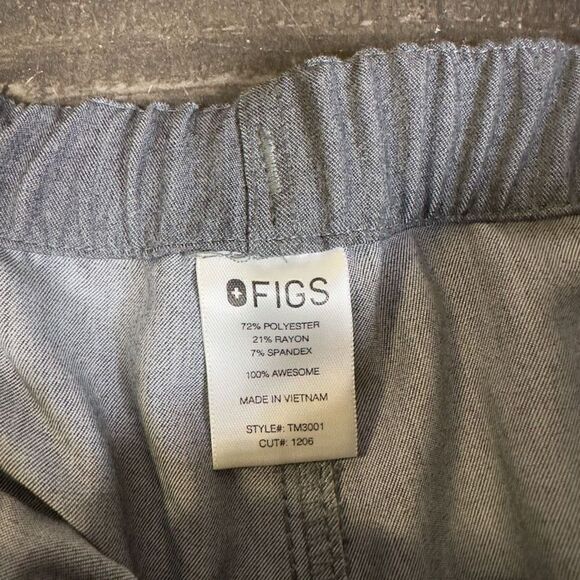 FIGS
72% POLYESTER
21% RAYON
7% SPANDEX
100% AWESOME
MADE IN VIETNAM
STYLE#: TM3001
CUT#: 1206